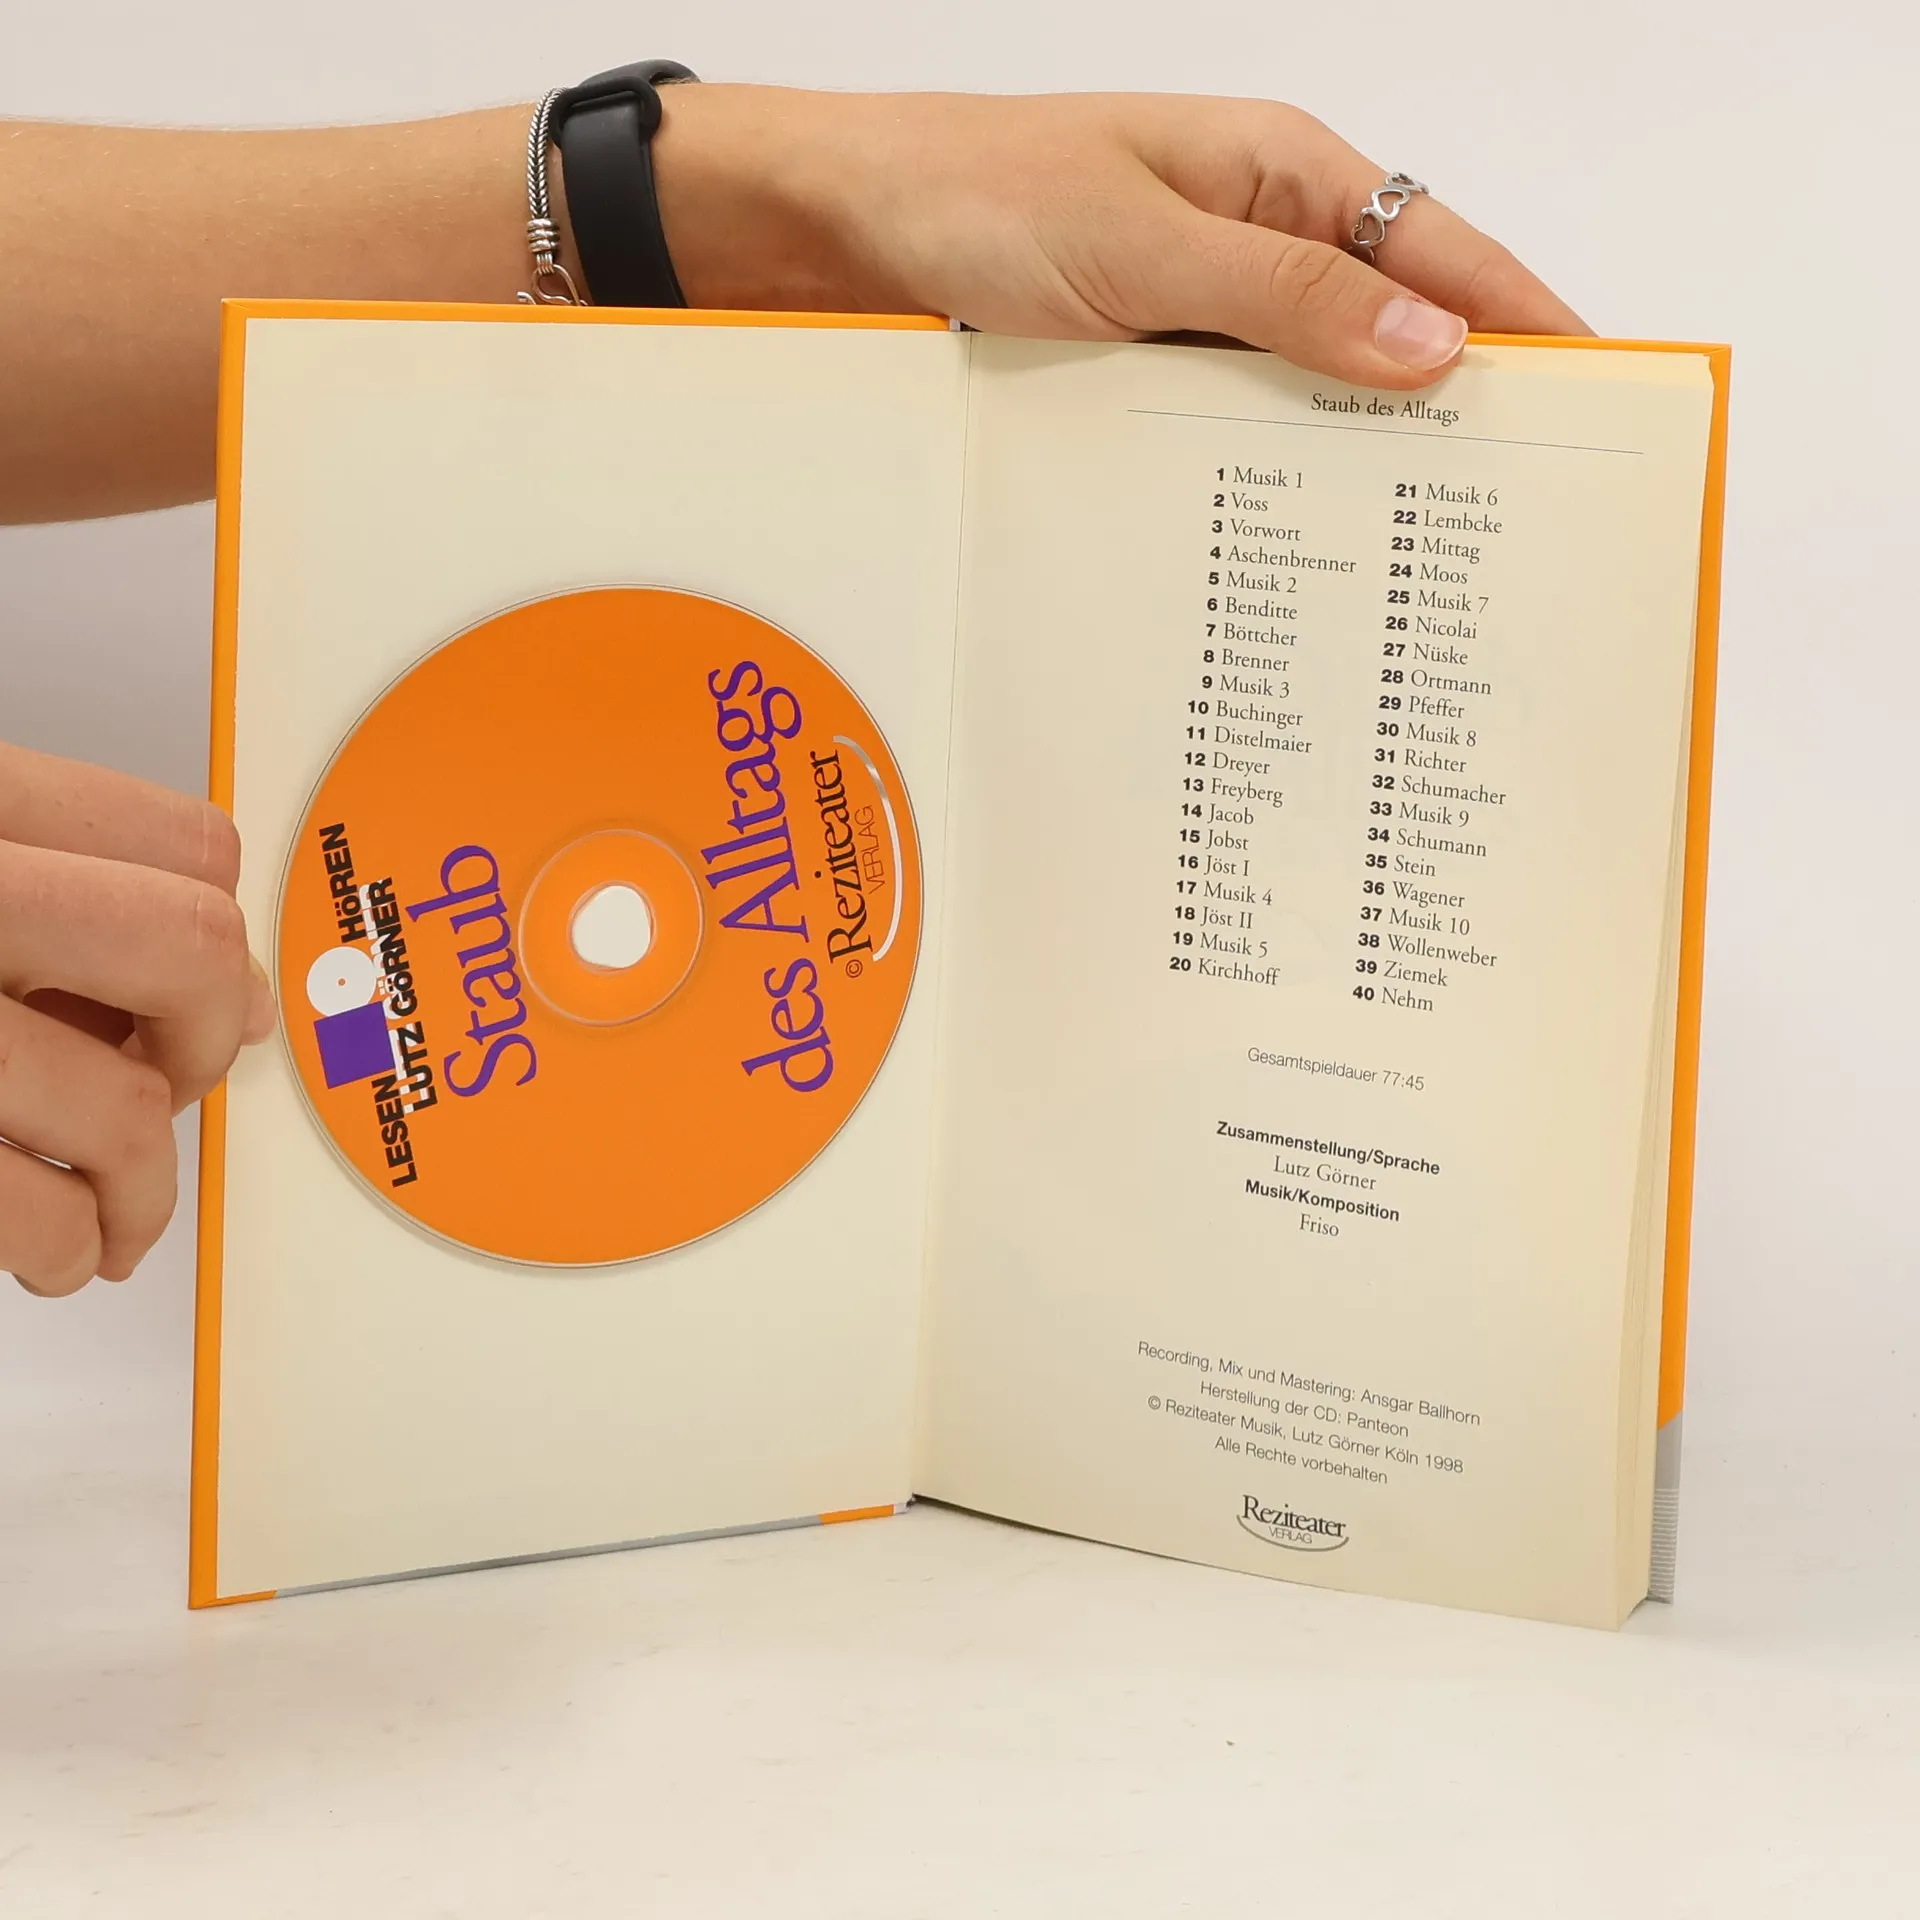 HÖREN
LESEN
LUTZ GÖRNER
Staub
des Alltags
© Reziteater
VERLAG
Staub des Alltags
1 Musik 1
2 Voss
3 Vorwort
4 Aschenbrenner
5 Musik 2
6 Benditte
7 Böttcher
8 Brenner
9 Musik 3
10 Buchinger
11 Distelmaier
12 Dreyer
13 Freyberg
14 Jacob
15 Jobst
16 Jöst I
17 Musik 4
18 Jöst II
19 Musik 5
20 Kirchhoff
21 Musik 6
22 Lembcke
23 Mittag
24 Moos
25 Musik 7
26 Nicolai
27 Nüske
28 Ortmann
29 Pfeffer
30 Musik 8
31 Richter
32 Schumacher
33 Musik 9
34 Schumann
35 Stein
36 Wagener
37 Musik 10
38 Wollenweber
39 Ziemek
40 Nehm
Gesamtspieldauer 77:45
Zusammenstellung/Sprache
Lutz Görner
Musik/Komposition
Friso
Recording, Mix und Mastering: Ansgar Ballhorn
Herstellung der CD: Panteon
© Reziteater Musik, Lutz Görner Köln 1998
Alle Rechte vorbehalten
Reziteater
VERLAG